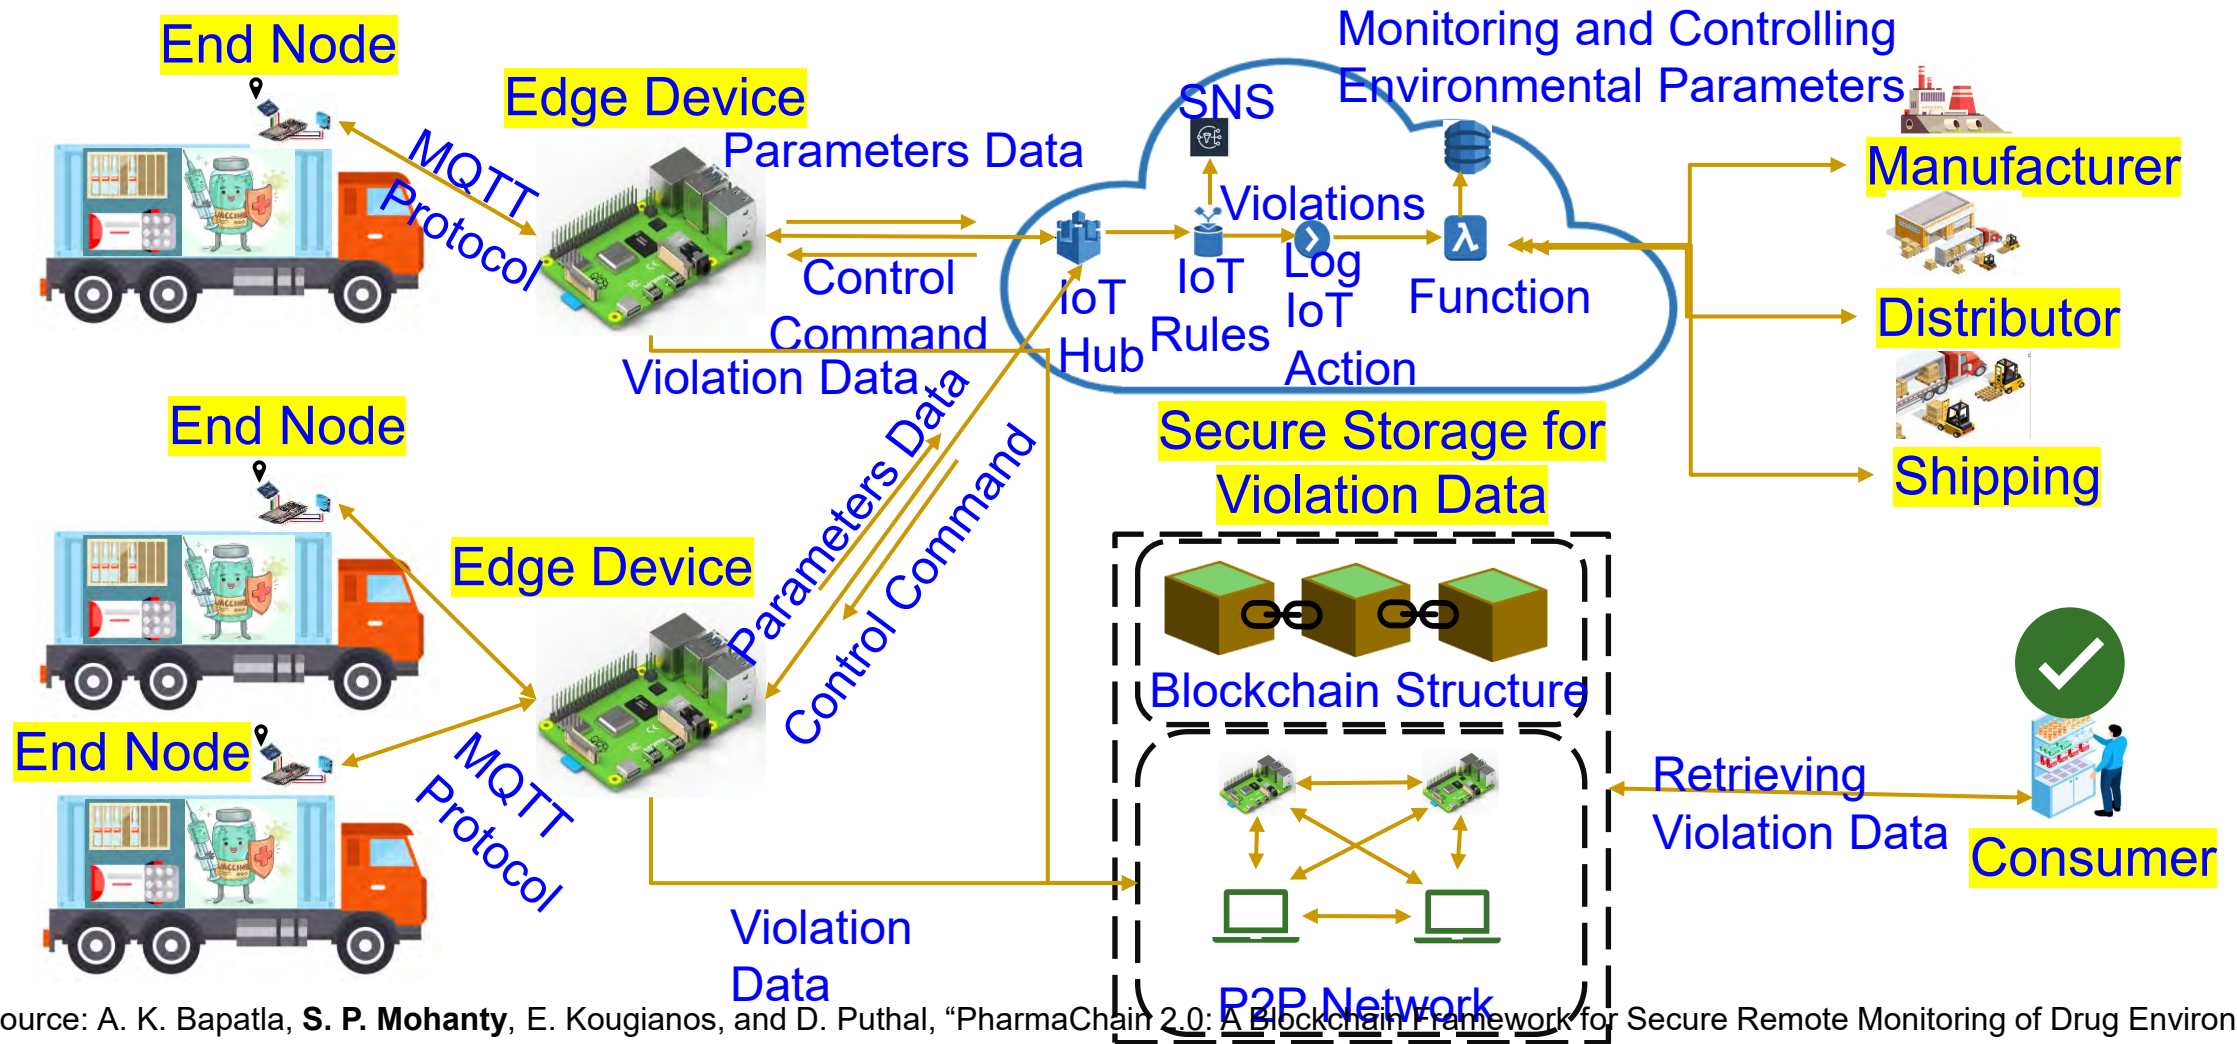 End Node
Edge Device
MQTT
Protocol
Parameters Data
Control
Command
Violation Data
SNS
Monitoring and Controlling
Environmental Parameters
Violations
IoT
Hub
IoT
Rules
Log
IoT
Action
Function
Manufacturer
Distributor
Shipping
End Node
Edge Device
Parameters Data
Control Command
End Node
MQTT
Protocol
Violation
Data
Secure Storage for
Violation Data
Blockchain Structure
P2P Network
Retrieving
Violation Data
Consumer
VACCINE
VACCINE
VACCINE
ource: A. K. Bapatla, S. P. Mohanty, E. Kougianos, and D. Puthal, “PharmaChain 2.0: A Blockchain Framework for Secure Remote Monitoring of Drug Environ